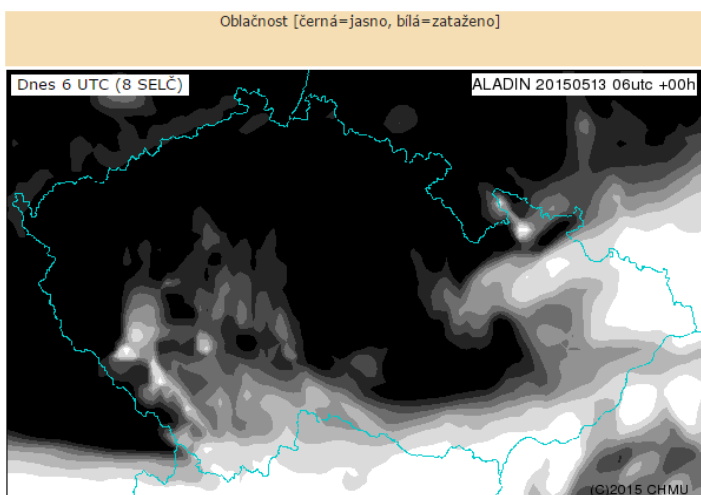 Oblačnost [černá=jasno, bílá=zataženo]
Dnes 6 UTC (8 SELČ)
ALADIN 20150513 06utc +00h
(C)2015 CHMU